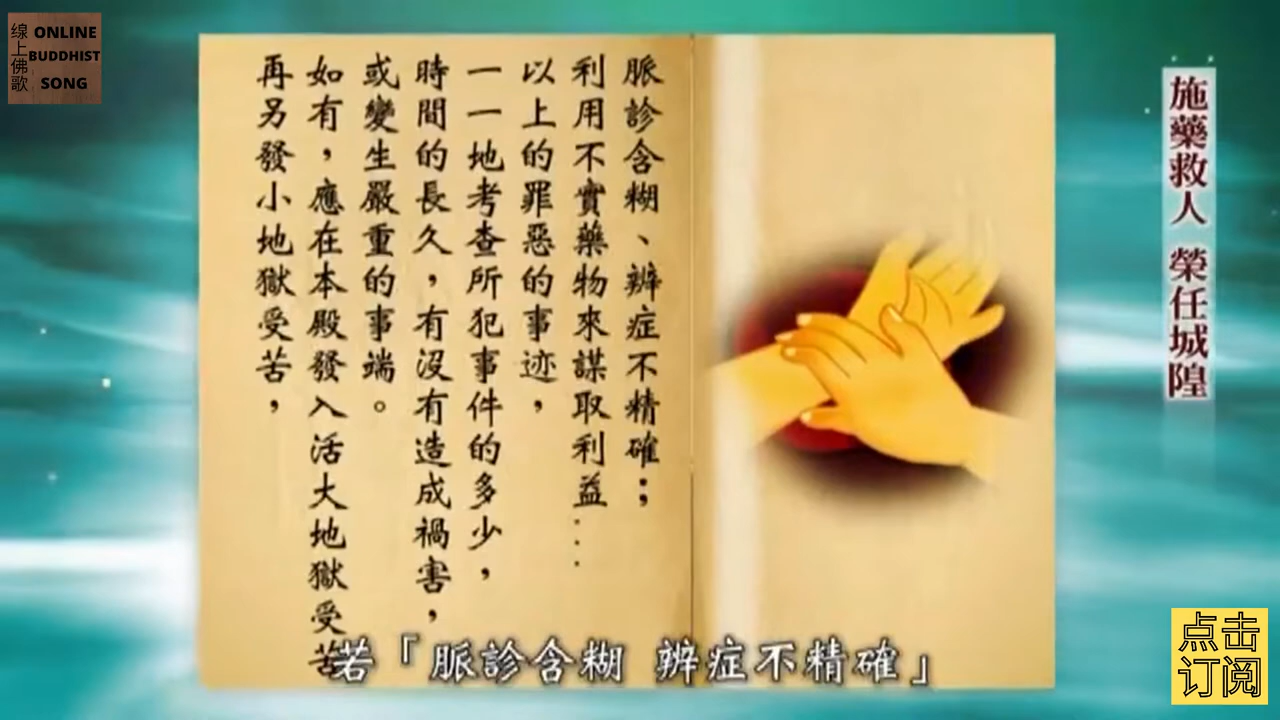 线上佛歌
ONLINE
BUDDHIST
SONG
脈診含糊、辨症不精確；
利用不實藥物來謀取利益...
以上的罪惡的事迹，
一一地考查所犯事件的多少，
時間的長久，有沒有造成禍害，
或變生嚴重的事端。
如有，應在本殿發入活大地獄受苦
再另發小地獄受苦，
施藥救人 榮任城隍
若「脈診含糊 辨症不精確」
点击
订阅